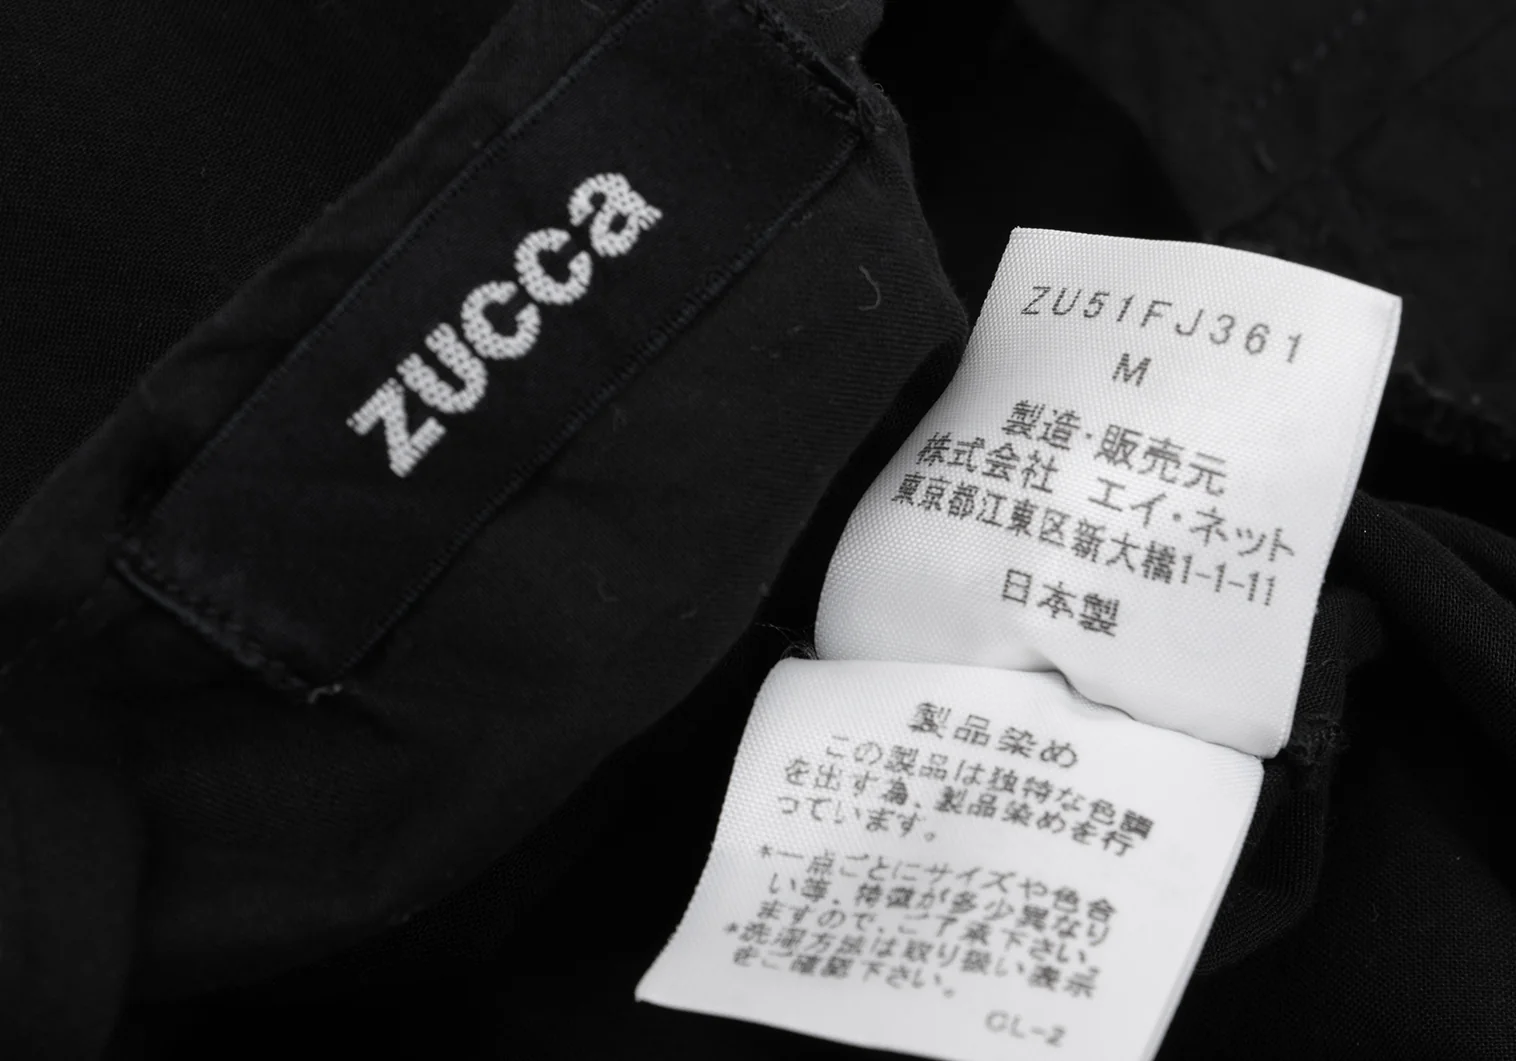 zucca
ZU51FJ361
M
製造・販売元
株式会社 エイ・ネット
東京都江東区新大橋1-1-11
日本製
製品染め
この製品は独特な色調
を出す為、製品染めを行
っています。
*一点ごとにサイズや色合
い等、特徴が多少異なり
ますので、ご了承下さい。
*洗濯方法は取り扱い表示
をご確認下さい。
CL-2